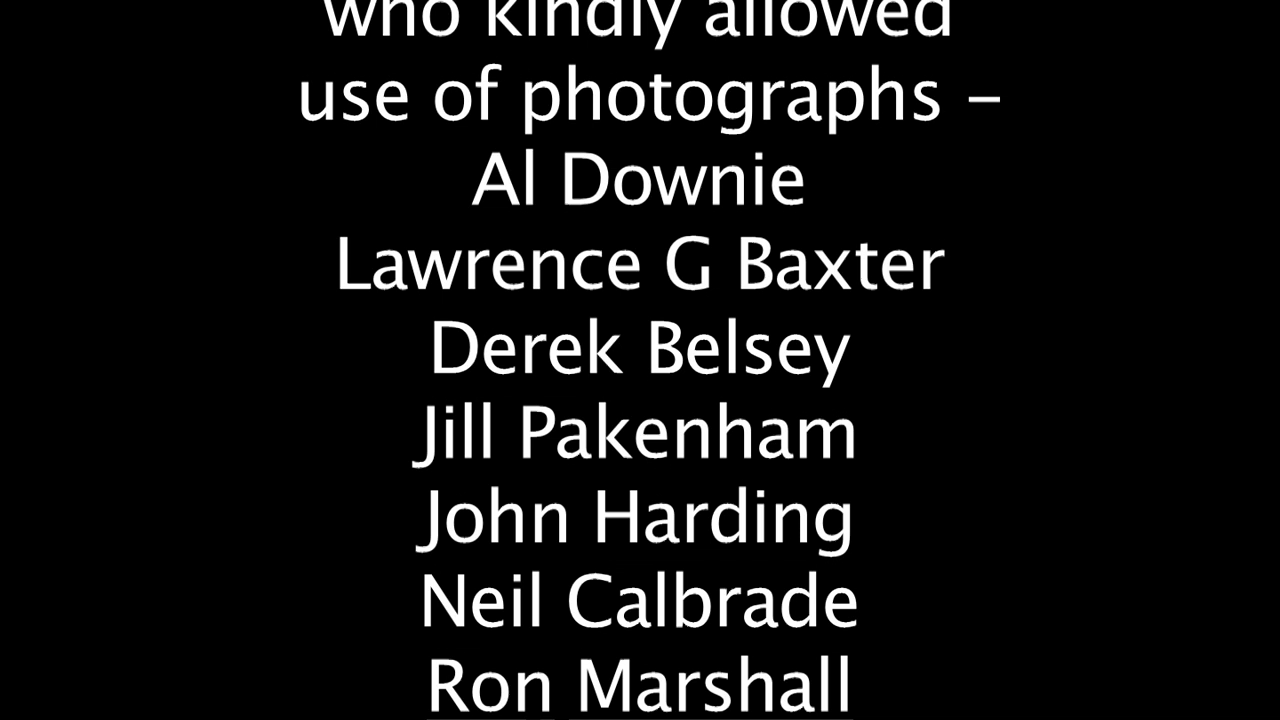 who kindly allowed
use of photographs –
Al Downie
Lawrence G Baxter
Derek Belsey
Jill Pakenham
John Harding
Neil Calbrade
Ron Marshall